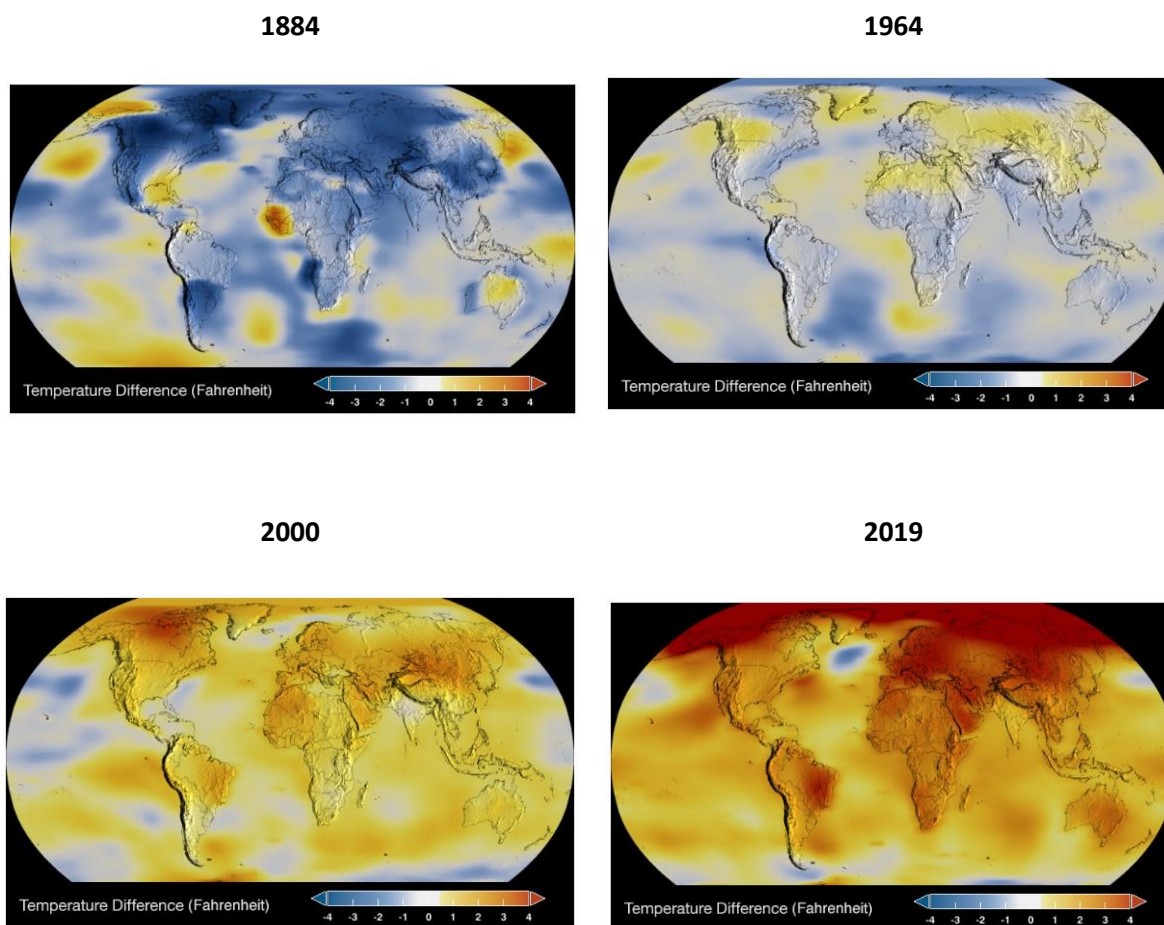 1884
1964
Temperature Difference (Fahrenheit)
-4 -3 -2 -1 0 1 2 3 4
Temperature Difference (Fahrenheit)
-4 -3 -2 -1 0 1 2 3 4
2000
2019
Temperature Difference (Fahrenheit)
-4 -3 -2 -1 0 1 2 3 4
Temperature Difference (Fahrenheit)
-4 -3 -2 -1 0 1 2 3 4